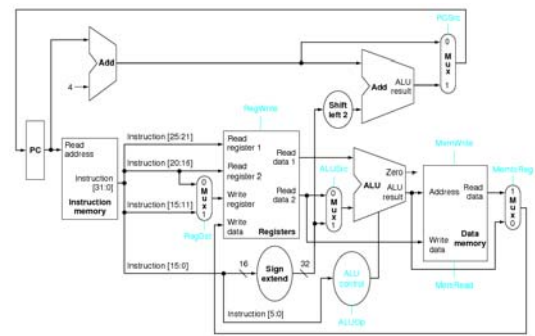 PCSrc
0
M
u
x
1
Add
4
Add
ALU
result
Shift
left 2
RegWrite
PC
Read
address
Instruction
[31:0]
Instruction
memory
Instruction [25:21]
Instruction [20:16]
Instruction [15:11]
0
M
u
x
1
RegDst
Read
register 1
Read
register 2
Write
register
Write
data
Read
data 1
Read
data 2
Registers
ALUSrc
0
M
u
x
1
Zero
ALU
ALU
result
MemWrite
Address
Read
data
Write
data
Data
memory
MemRead
MemtoReg
1
M
u
x
0
Instruction [15:0]
16
Sign
extend
32
ALU
control
Instruction [5:0]
ALUOp